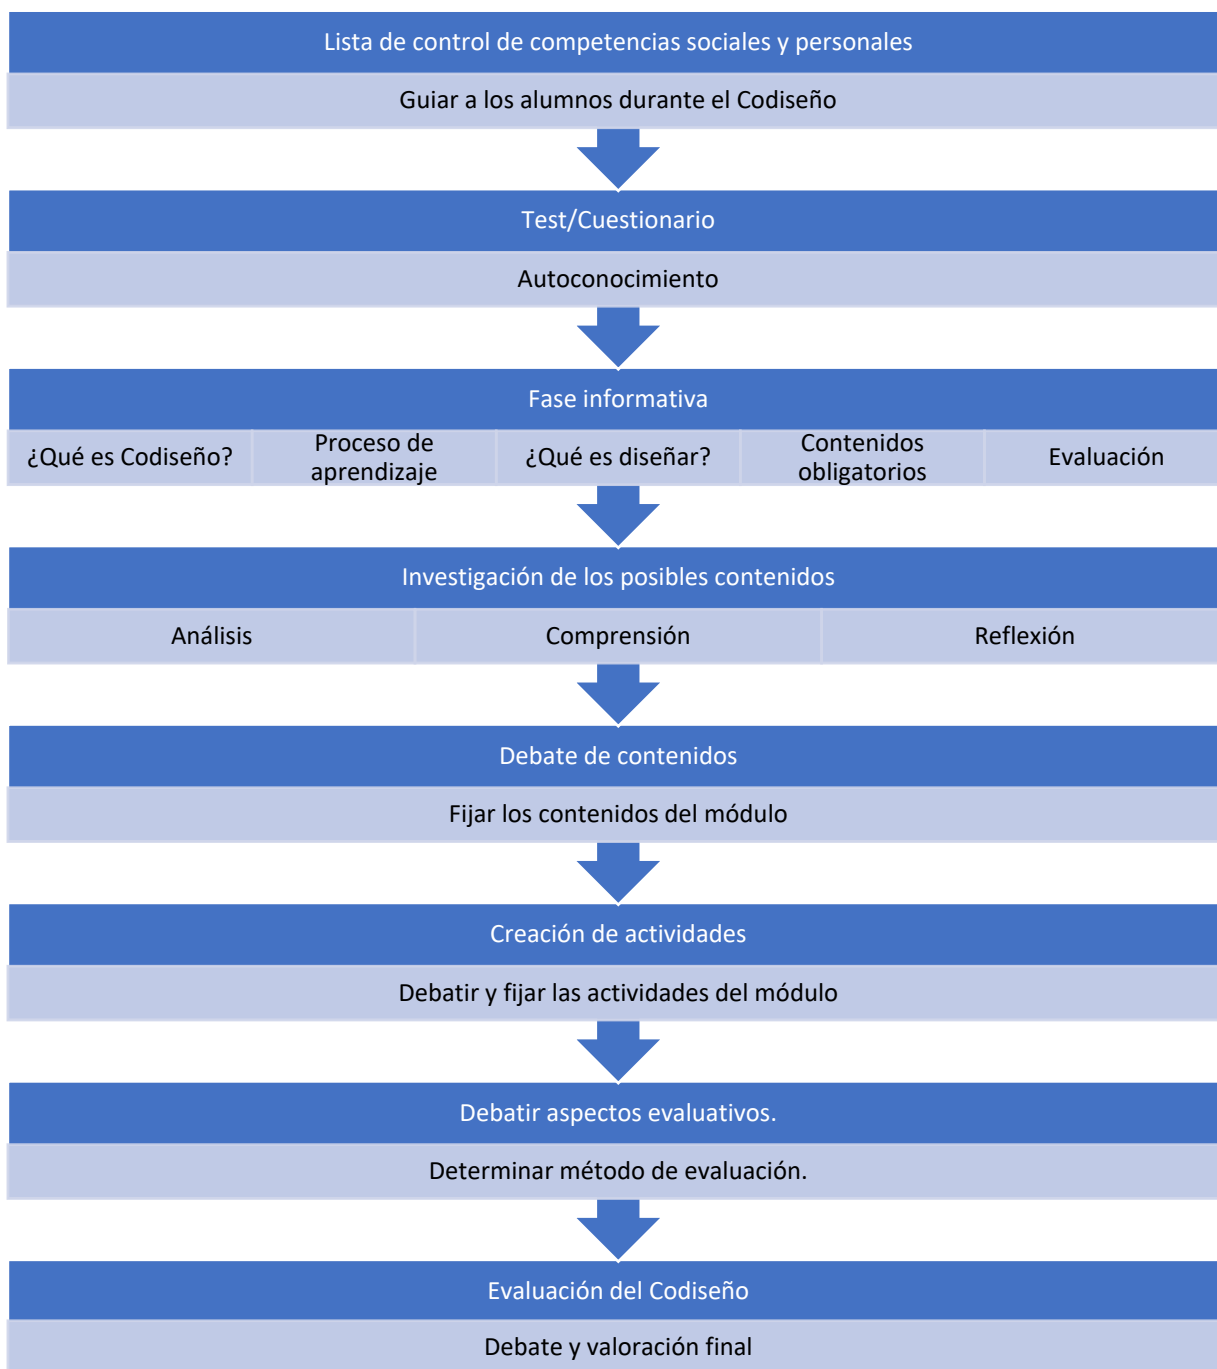 Lista de control de competencias sociales y personales
Guiar a los alumnos durante el Codiseño
Test/Cuestionario
Autoconocimiento
Fase informativa
¿Qué es Codiseño?
Proceso de
aprendizaje
¿Qué es diseñar?
Contenidos
obligatorios
Evaluación
Investigación de los posibles contenidos
Análisis
Comprensión
Reflexión
Debate de contenidos
Fijar los contenidos del módulo
Creación de actividades
Debatir y fijar las actividades del módulo
Debatir aspectos evaluativos.
Determinar método de evaluación.
Evaluación del Codiseño
Debate y valoración final